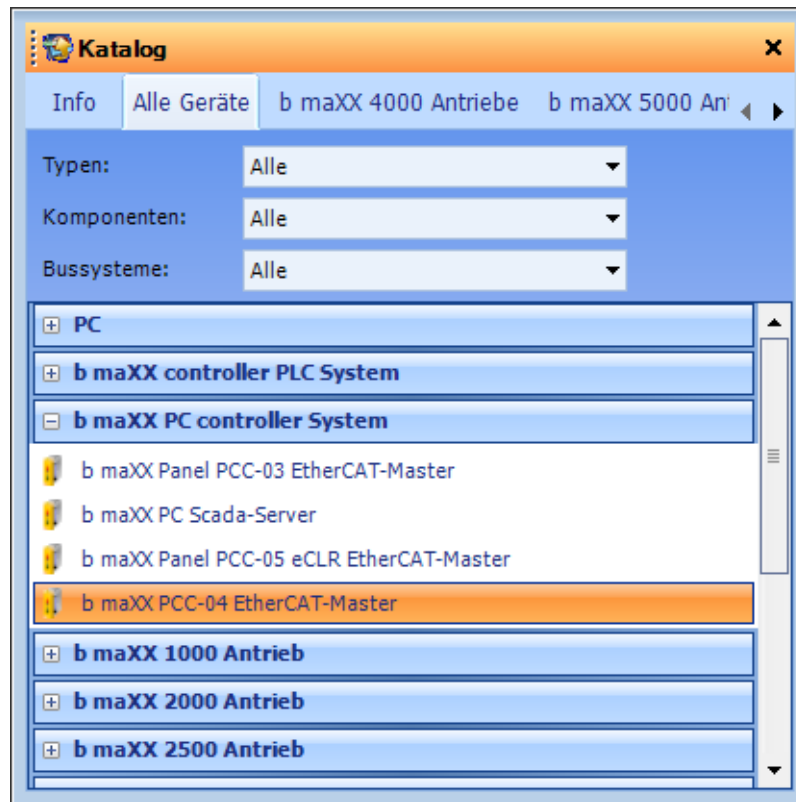 Katalog
Info Alle Geräte b maXX 4000 Antriebe b maXX 5000
Typen: Alle
Komponenten: Alle
Bussysteme: Alle
PC
b maXX controller PLC System
b maXX PC controller System
b maXX Panel PCC-03 EtherCAT-Master
b maXX PC Scada-Server
b maXX Panel PCC-05 eCLR EtherCAT-Master
b maXX PCC-04 EtherCAT-Master
b maXX 1000 Antrieb
b maXX 2000 Antrieb
b maXX 2500 Antrieb